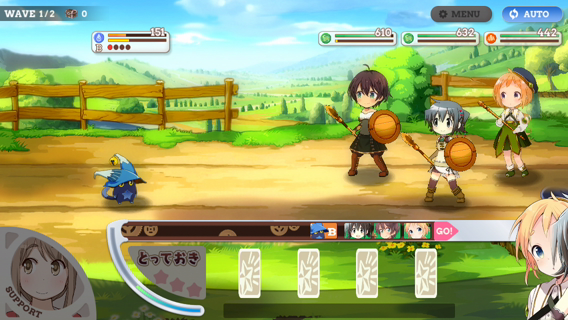 WAVE 1/2 0
MENU
AUTO
151
B
610
632
442
B
GO!
とっておき
SUPPORT